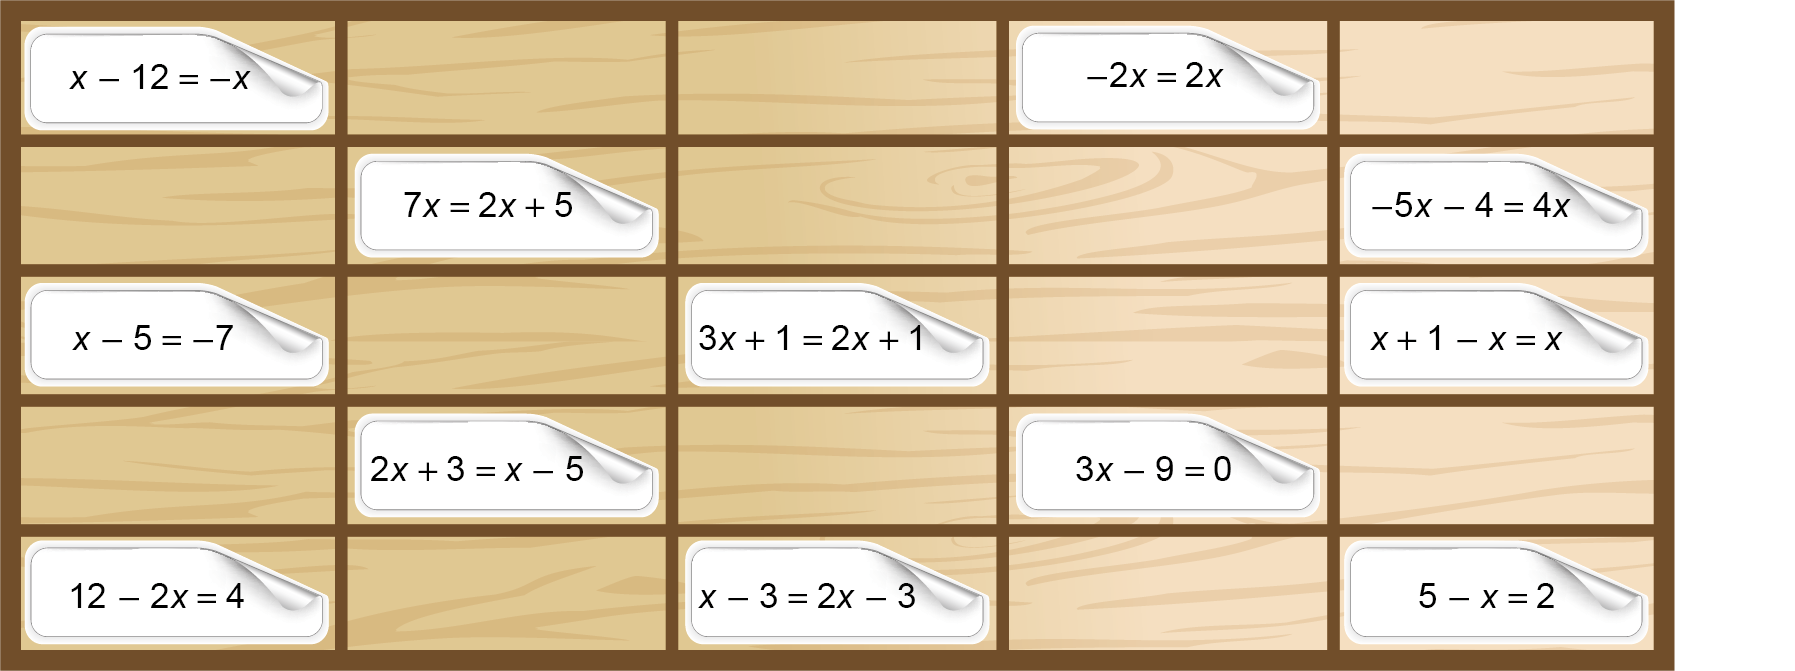 x − 12 = −x
−2x = 2x
7x = 2x + 5
−5x − 4 = 4x
x − 5 = −7
3x + 1 = 2x + 1
x + 1 − x = x
2x + 3 = x − 5
3x − 9 = 0
12 − 2x = 4
x − 3 = 2x − 3
5 − x = 2